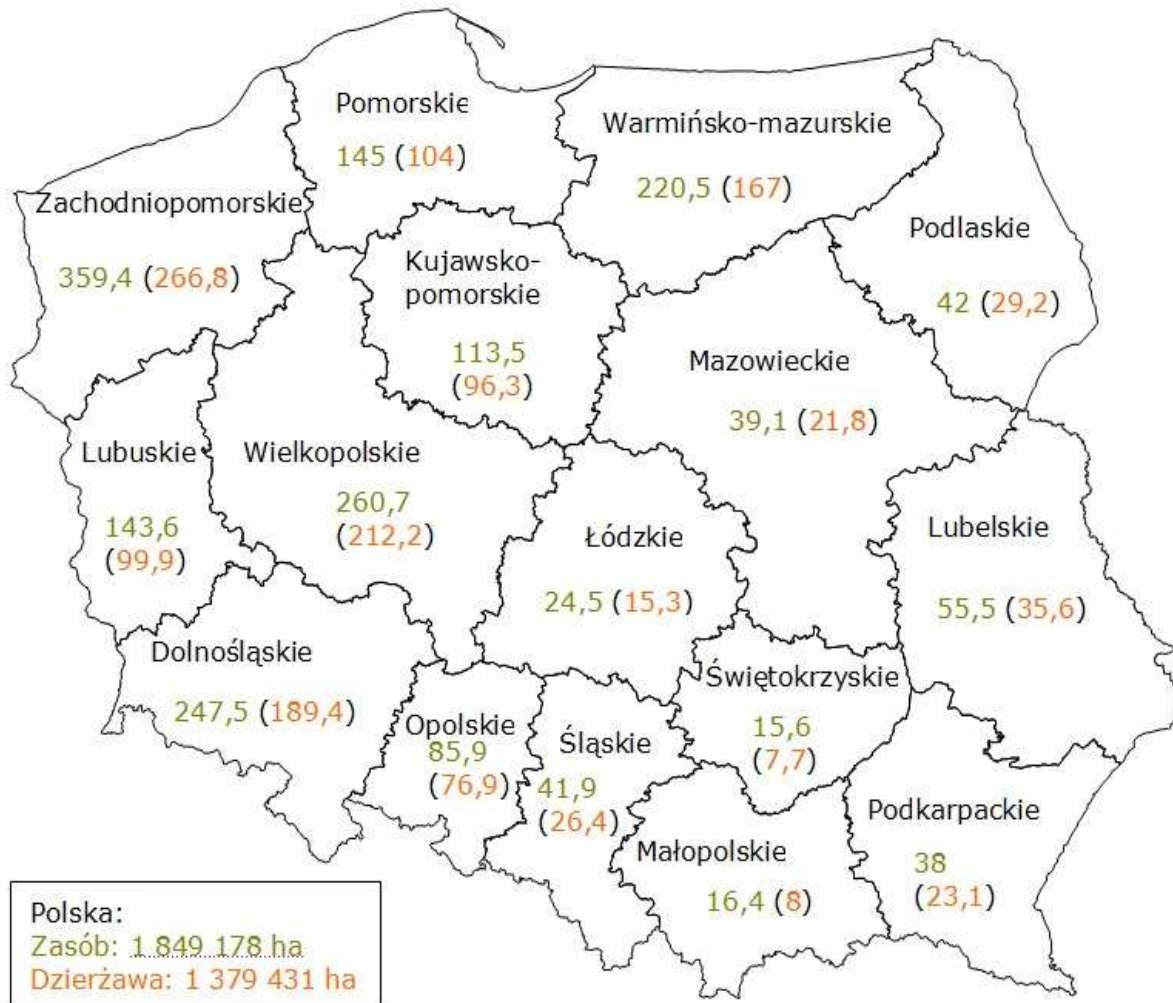 Pomorskie
145 (104)
Warmińsko-mazurskie
220,5 (167)
Zachodniopomorskie
359,4 (266,8)
Podlaskie
42 (29,2)
Kujawsko-
pomorskie
113,5
(96,3)
Mazowieckie
39,1 (21,8)
Lubuskie
143,6
(99,9)
Wielkopolskie
260,7
(212,2)
Łódzkie
24,5 (15,3)
Lubelskie
55,5 (35,6)
Dolnośląskie
247,5 (189,4)
Opolskie
85,9
(76,9)
Śląskie
41,9
(26,4)
Świętokrzyskie
15,6
(7,7)
Małopolskie
16,4 (8)
Podkarpackie
38
(23,1)
Polska:
Zasób: 1 849 178 ha
Dzierżawa: 1 379 431 ha